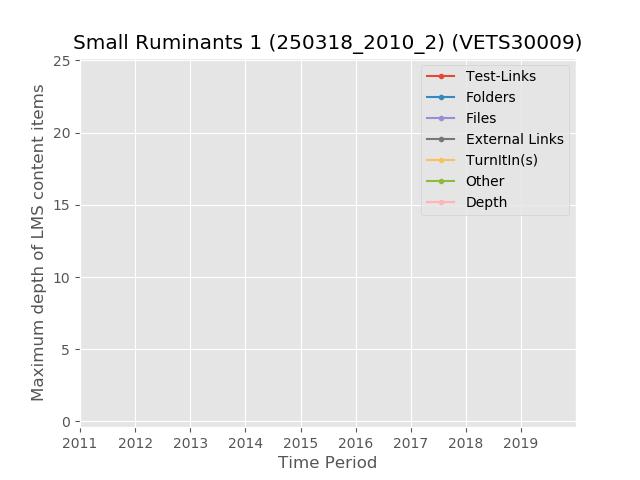 Small Ruminants 1 (250318_2010_2) (VETS30009)
Maximum depth of LMS content items
25
20
15
10
5
0
Test-Links
Folders
Files
External Links
TurnItIn(s)
Other
Depth
2011 2012 2013 2014 2015 2016 2017 2018 2019
Time Period